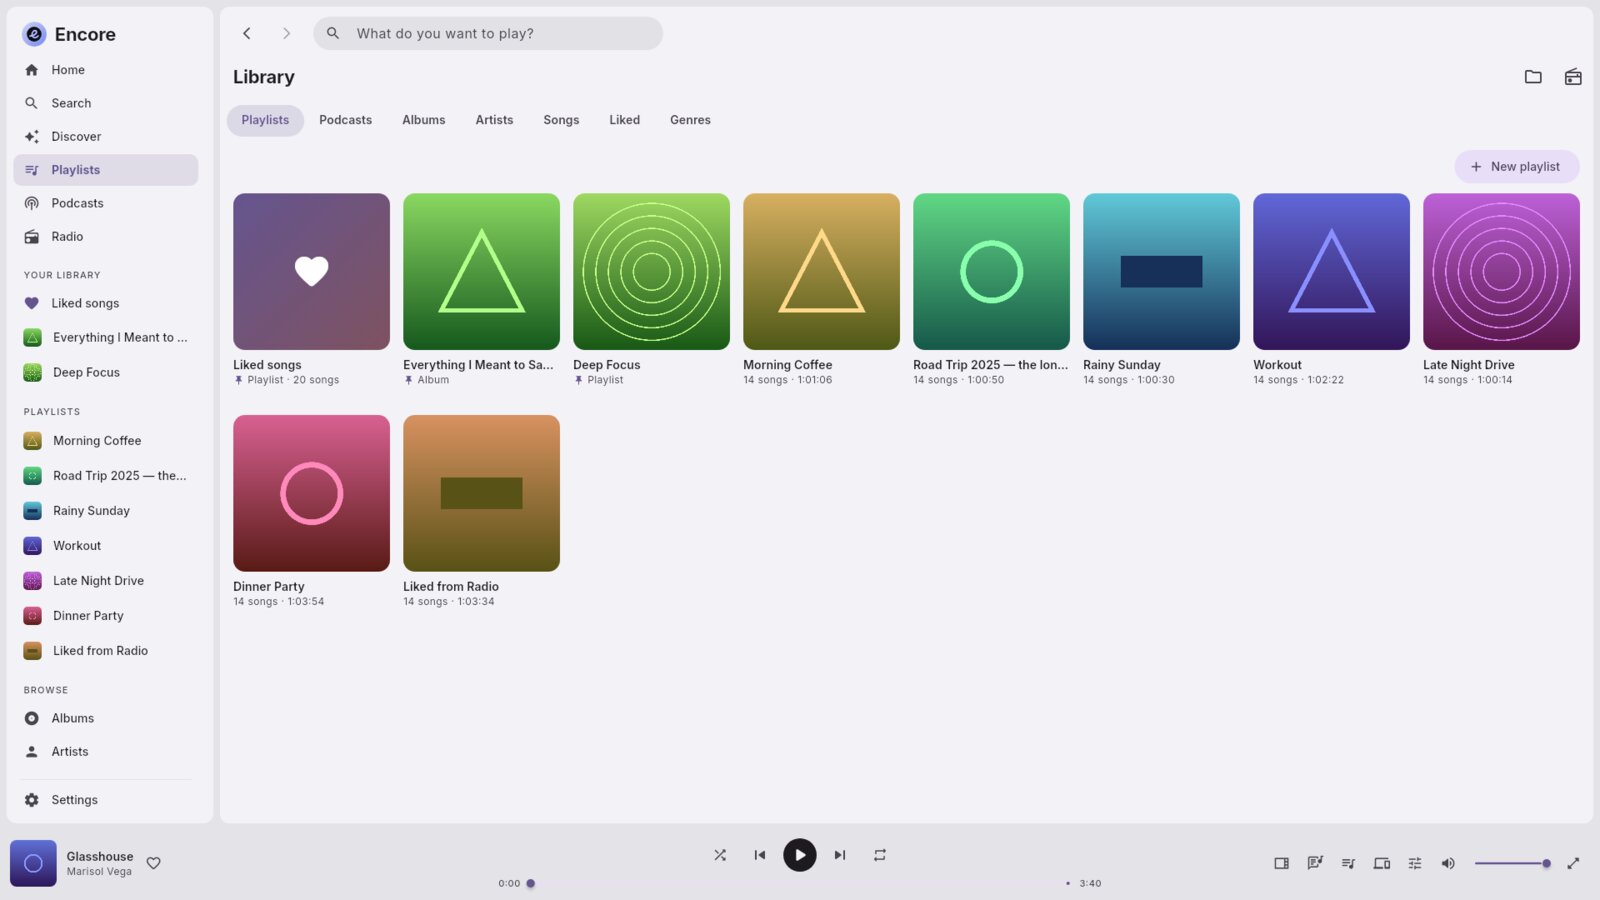 Encore
Home
Search
Discover
Playlists
Podcasts
Radio
YOUR LIBRARY
Liked songs
Everything I Meant to ...
Deep Focus
PLAYLISTS
Morning Coffee
Road Trip 2025 — the...
Rainy Sunday
Workout
Late Night Drive
Dinner Party
Liked from Radio
BROWSE
Albums
Artists
Settings
What do you want to play?
Library
Playlists Podcasts Albums Artists Songs Liked Genres
New playlist
Liked songs
Playlist · 20 songs
Everything I Meant to Sa...
Album
Deep Focus
Playlist
Morning Coffee
14 songs · 1:01:06
Road Trip 2025 — the lon...
14 songs · 1:00:50
Rainy Sunday
14 songs · 1:00:30
Workout
14 songs · 1:02:22
Late Night Drive
14 songs · 1:00:14
Dinner Party
14 songs · 1:03:54
Liked from Radio
14 songs · 1:03:34
Glasshouse
Marisol Vega
0:00
3:40